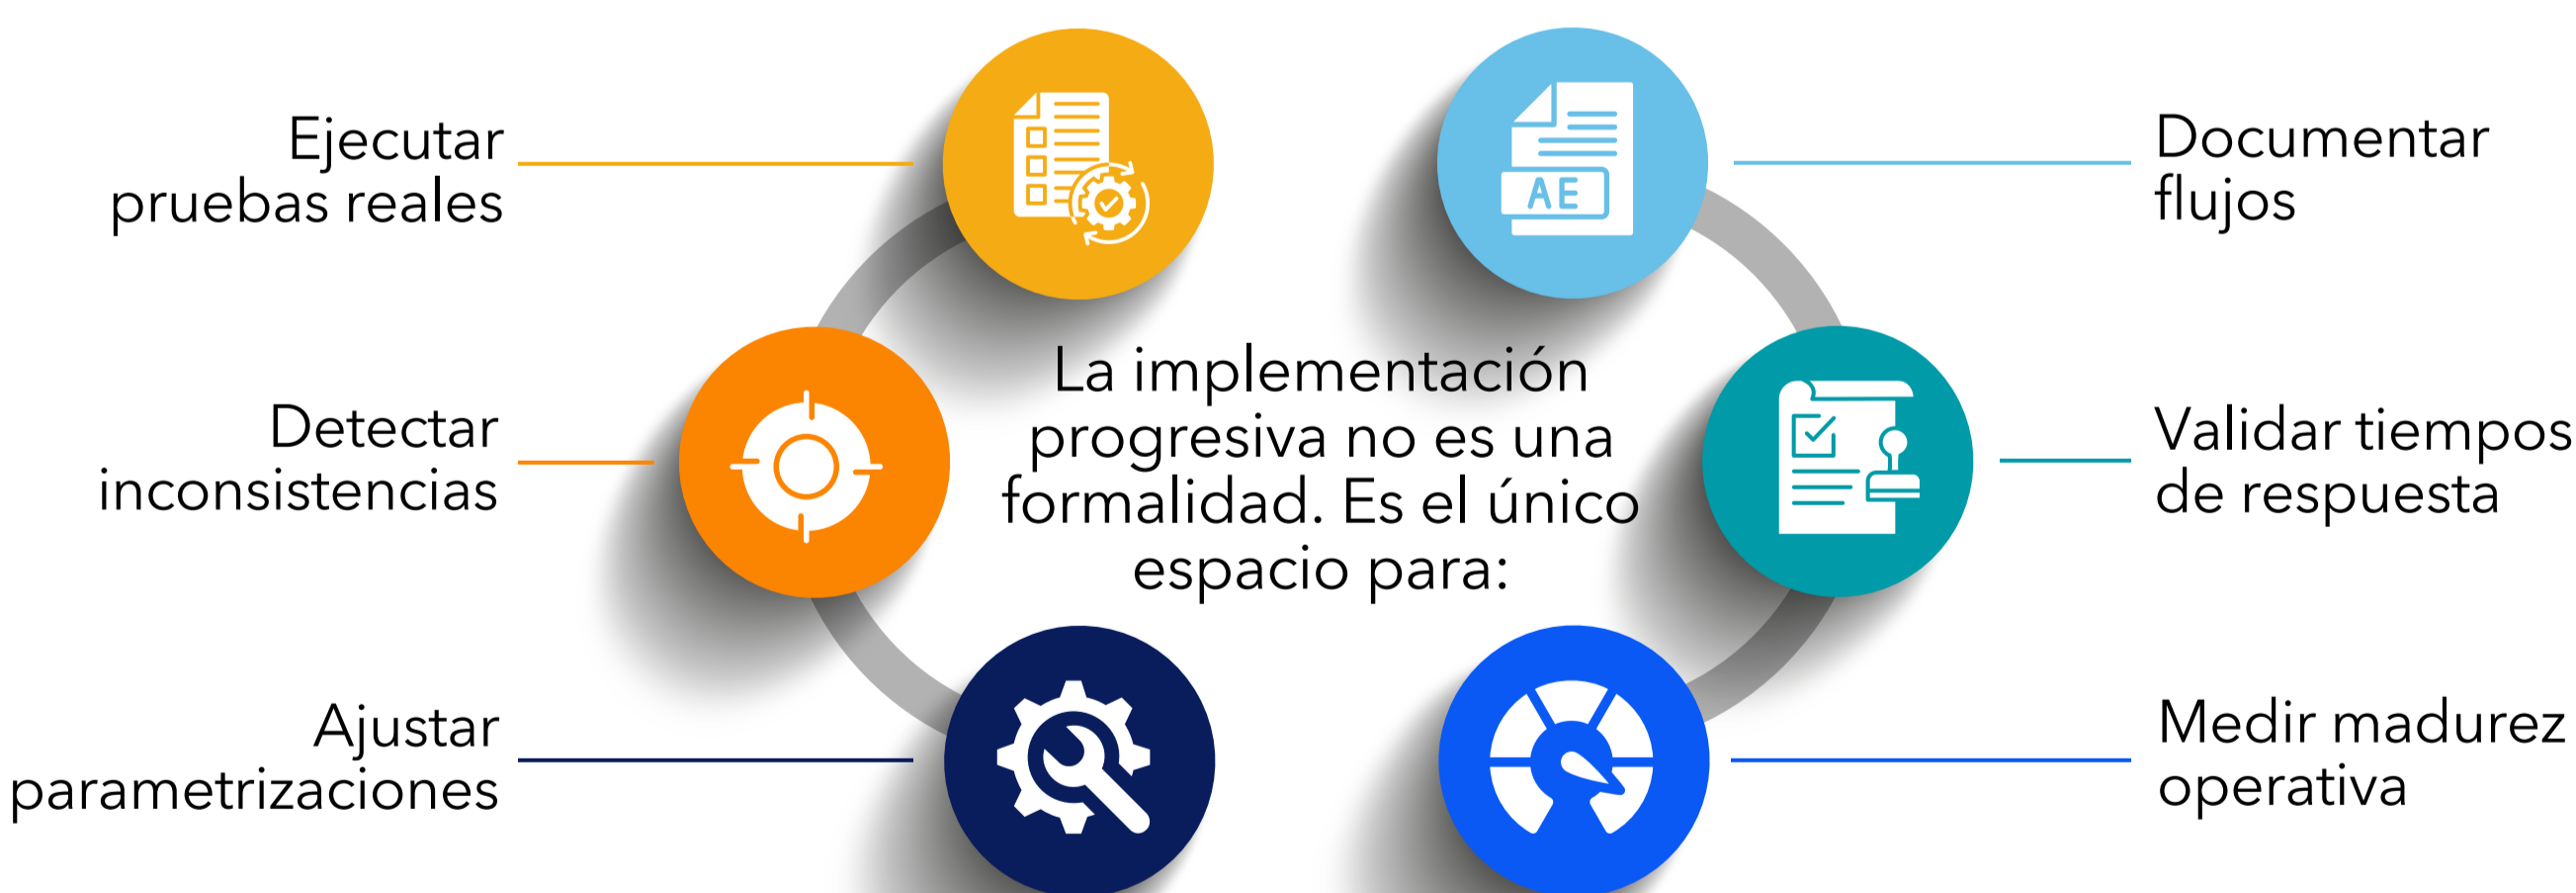 Ejecutar
pruebas reales
Detectar
inconsistencias
Ajustar
parametrizaciones
La implementación
progresiva no es una
formalidad. Es el único
espacio para:
AE
Documentar
flujos
Validar tiempos
de respuesta
Medir madurez
operativa